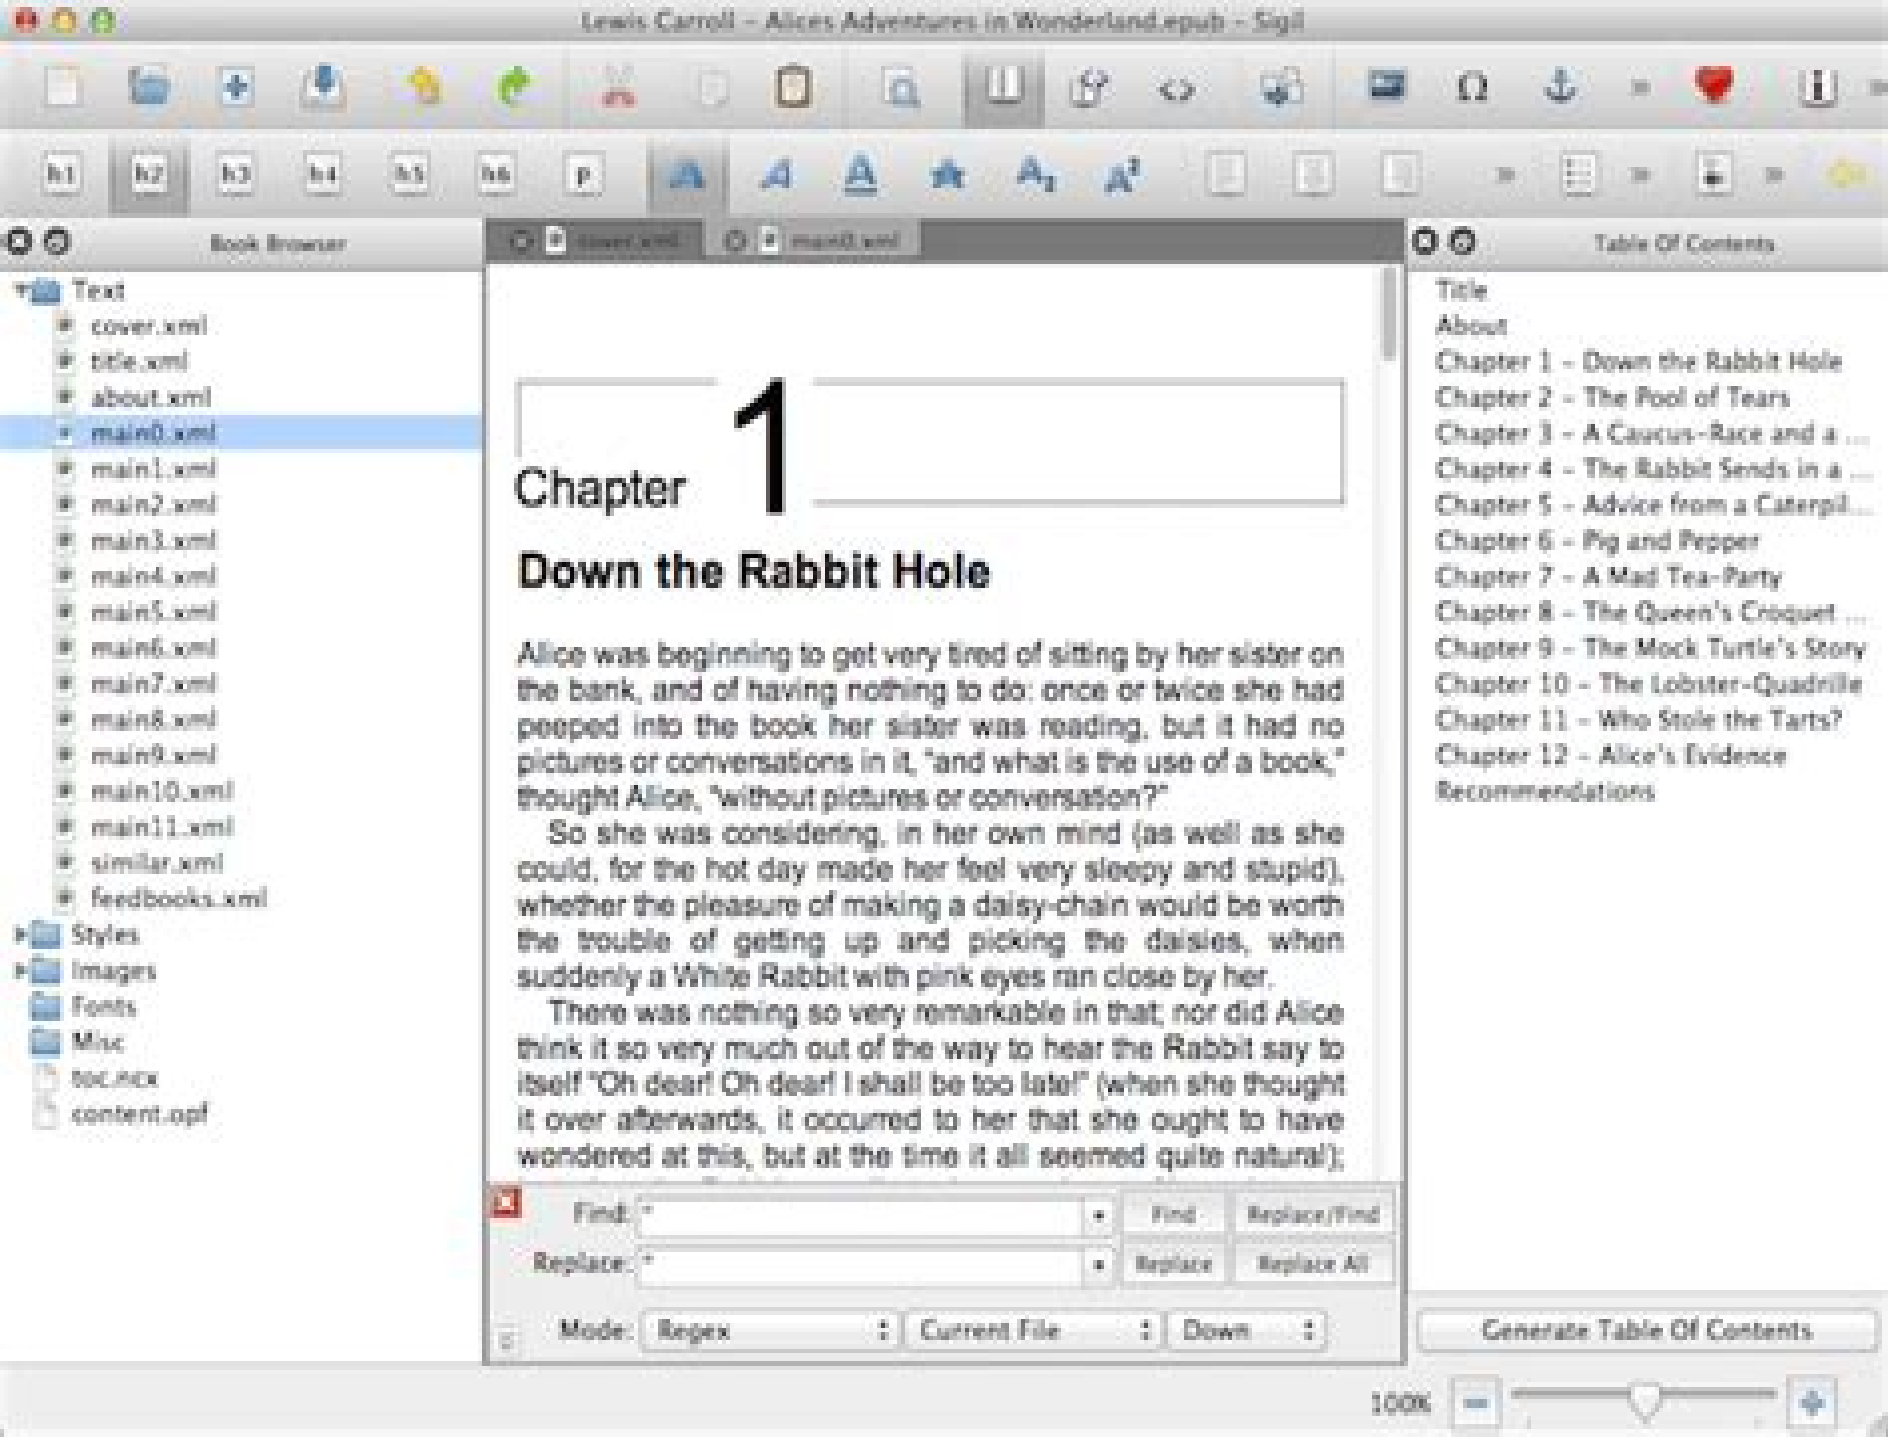 Lewis Carroll – Alices Adventures in Wonderland.epub – Sigil
h1 h2 h3 h4 h5 h6 p A A A A A₂ A²
Book Browser
Text
cover.xml
title.xml
about.xml
main0.xml
main1.xml
main2.xml
main3.xml
main4.xml
main5.xml
main6.xml
main7.xml
main8.xml
main9.xml
main10.xml
main11.xml
similar.xml
feedbooks.xml
Styles
Images
Fonts
Misc
toc.ncx
content.opf
cover.xml main0.xml
Chapter 1
Down the Rabbit Hole
Alice was beginning to get very tired of sitting by her sister on
the bank, and of having nothing to do: once or twice she had
peeped into the book her sister was reading, but it had no
pictures or conversations in it, "and what is the use of a book,"
thought Alice, "without pictures or conversation?"
So she was considering, in her own mind (as well as she
could, for the hot day made her feel very sleepy and stupid),
whether the pleasure of making a daisy-chain would be worth
the trouble of getting up and picking the daisies, when
suddenly a White Rabbit with pink eyes ran close by her.
There was nothing so very remarkable in that; nor did Alice
think it so very much out of the way to hear the Rabbit say to
itself "Oh dear! Oh dear! I shall be too late!" (when she thought
it over afterwards, it occurred to her that she ought to have
wondered at this, but at the time it all seemed quite natural);
Find: Find Replace/Find
Replace: Replace Replace All
Mode: Regex Current File Down
Table Of Contents
Title
About
Chapter 1 – Down the Rabbit Hole
Chapter 2 – The Pool of Tears
Chapter 3 – A Caucus-Race and a ...
Chapter 4 – The Rabbit Sends in a ...
Chapter 5 – Advice from a Caterpil...
Chapter 6 – Pig and Pepper
Chapter 7 – A Mad Tea-Party
Chapter 8 – The Queen's Croquet ...
Chapter 9 – The Mock Turtle's Story
Chapter 10 – The Lobster-Quadrille
Chapter 11 – Who Stole the Tarts?
Chapter 12 – Alice's Evidence
Recommendations
Generate Table Of Contents
100%